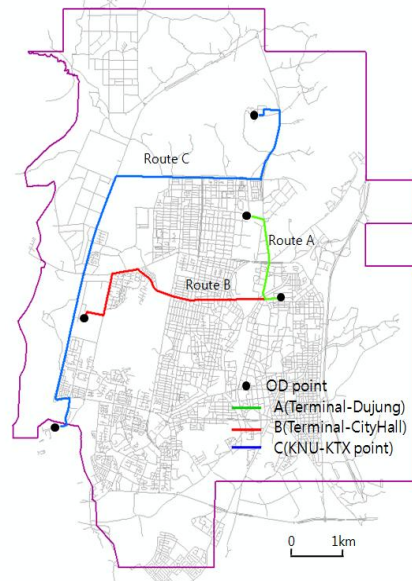 Route C
Route A
Route B
OD point
A(Terminal-Dujung)
B(Terminal-CityHall)
C(KNU-KTX point)
0 1km